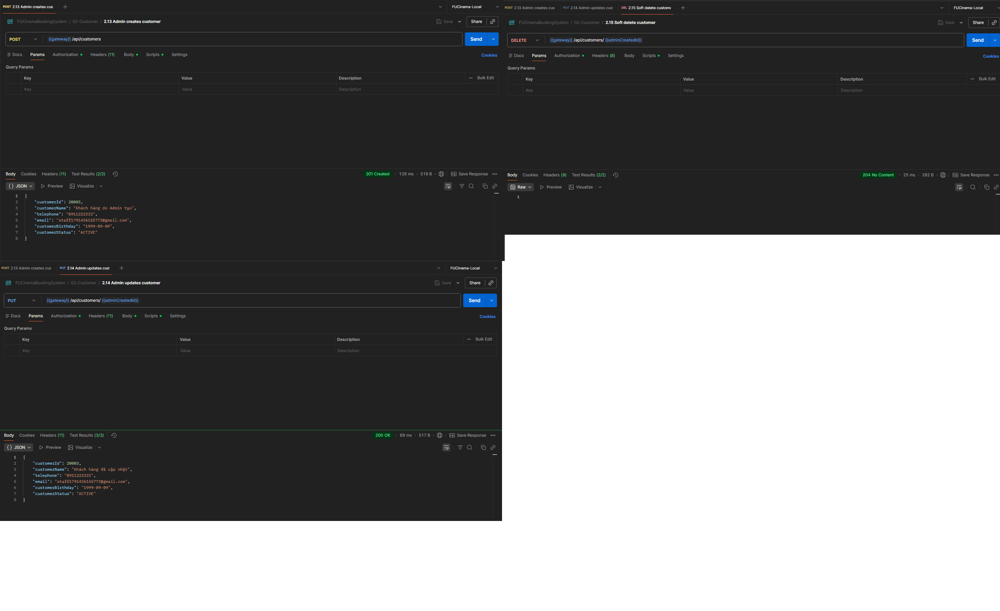 POST 2.13 Admin creates cus
FUCinema-Local
FUCinemaBookingSystem / 02-Customer / 2.13 Admin creates customer
Save
Share
POST
{{gateway}} /api/customers
Send
Docs Params Authorization Headers (11) Body Scripts Settings
Cookies
Query Params
Key Value Description Bulk Edit
Key Value Description
Body Cookies Headers (11) Test Results (2/2)
201 Created 126 ms 519 B Save Response
{} JSON Preview Visualize
1 {
2 "customerId": 20003,
3 "customerName": "Khách hàng do Admin tạo",
4 "telephone": "0911222333",
5 "email": "staff1791436155773@gmail.com",
6 "customerBirthday": "1999-09-09",
7 "customerStatus": "ACTIVE"
8 }
POST 2.13 Admin creates cus PUT 2.14 Admin updates cust DEL 2.15 Soft delete custome
FUCinema-Local
FUCinemaBookingSystem / 02-Customer / 2.15 Soft delete customer
Save
Share
DELETE
{{gateway}} /api/customers/ {{adminCreatedId}}
Send
Docs Params Authorization Headers (8) Body Scripts Settings
Cookies
Query Params
Key Value Description Bulk Edit
Key Value Description
Body Cookies Headers (9) Test Results (2/2)
204 No Content 25 ms 282 B Save Response
Raw Preview Visualize
1
POST 2.13 Admin creates cus PUT 2.14 Admin updates cust
FUCinema-Local
FUCinemaBookingSystem / 02-Customer / 2.14 Admin updates customer
Save
Share
PUT
{{gateway}} /api/customers/ {{adminCreatedId}}
Send
Docs Params Authorization Headers (11) Body Scripts Settings
Cookies
Query Params
Key Value Description Bulk Edit
Key Value Description
Body Cookies Headers (11) Test Results (3/3)
200 OK 69 ms 517 B Save Response
{} JSON Preview Visualize
1 {
2 "customerId": 20003,
3 "customerName": "Khách hàng đã cập nhật",
4 "telephone": "0911222333",
5 "email": "staff1791436155773@gmail.com",
6 "customerBirthday": "1999-09-09",
7 "customerStatus": "ACTIVE"
8 }